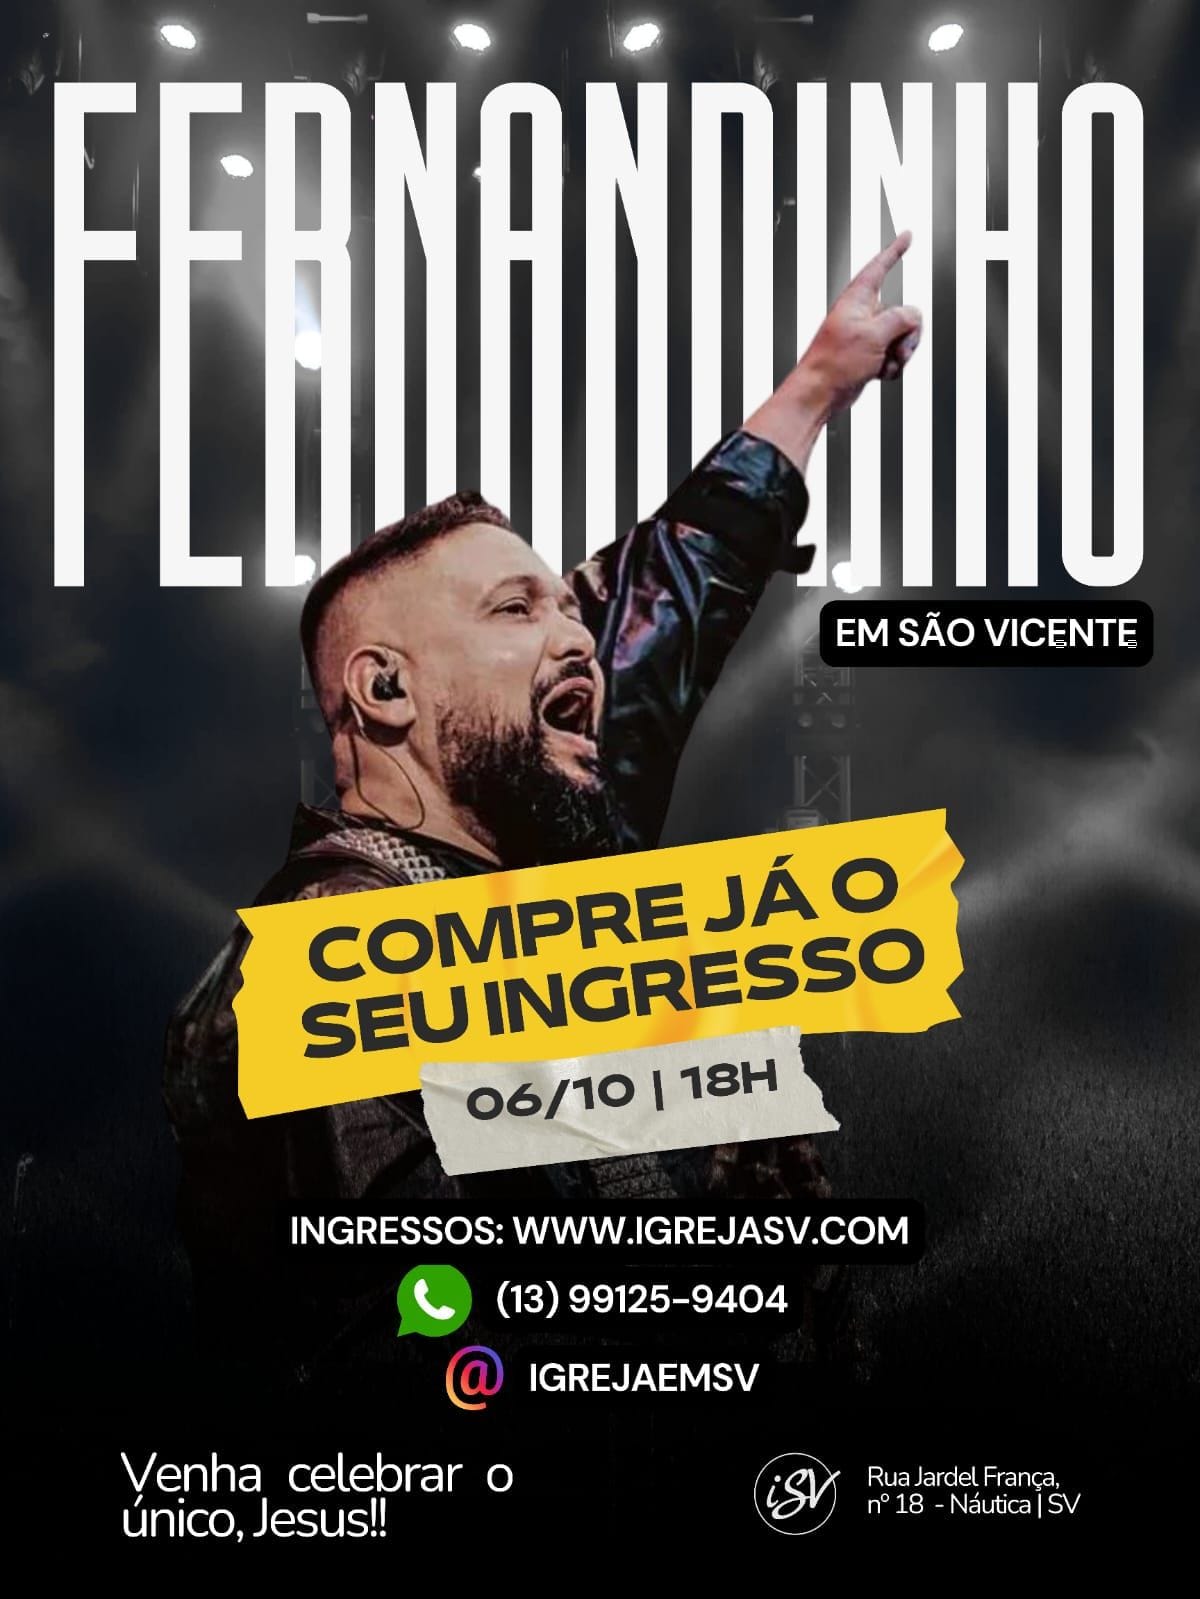 FERNANDINHO
EM SÃO VICENTE
COMPRE JÁ O
SEU INGRESSO
06/10 | 18H
INGRESSOS: WWW.IGREJASV.COM
(13) 99125-9404
@ IGREJAEMSV
Venha celebrar o
único, Jesus!!
iSV
Rua Jardel França,
nº 18 - Náutica | SV